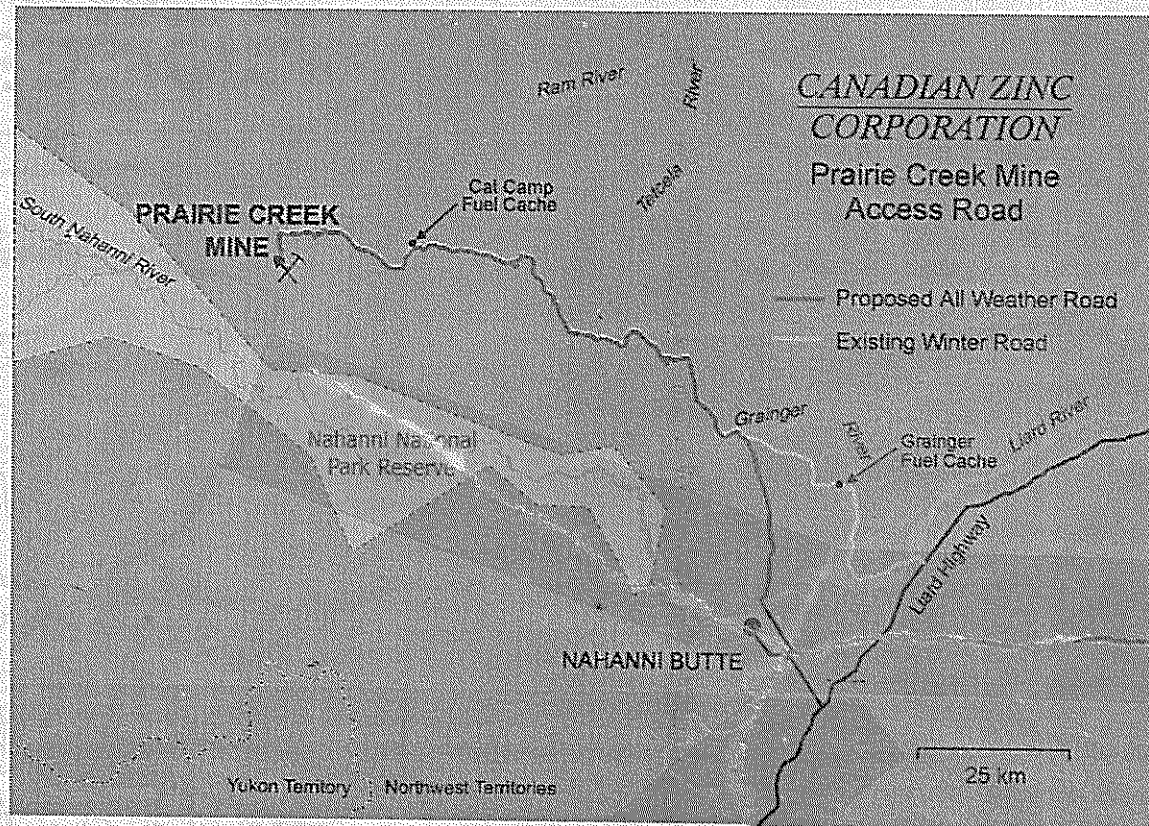 CANADIAN ZINC
CORPORATION
Prairie Creek Mine
Access Road
Proposed All Weather Road
Existing Winter Road
Ram River
River
Tetcela
Cal Camp
Fuel Cache
PRAIRIE CREEK
MINE
South Nahanni River
Nahanni National
Park Reserve
Grainger
River
Grainger
Fuel Cache
Liard River
Liard Highway
NAHANNI BUTTE
25 km
Yukon Territory
Northwest Territories